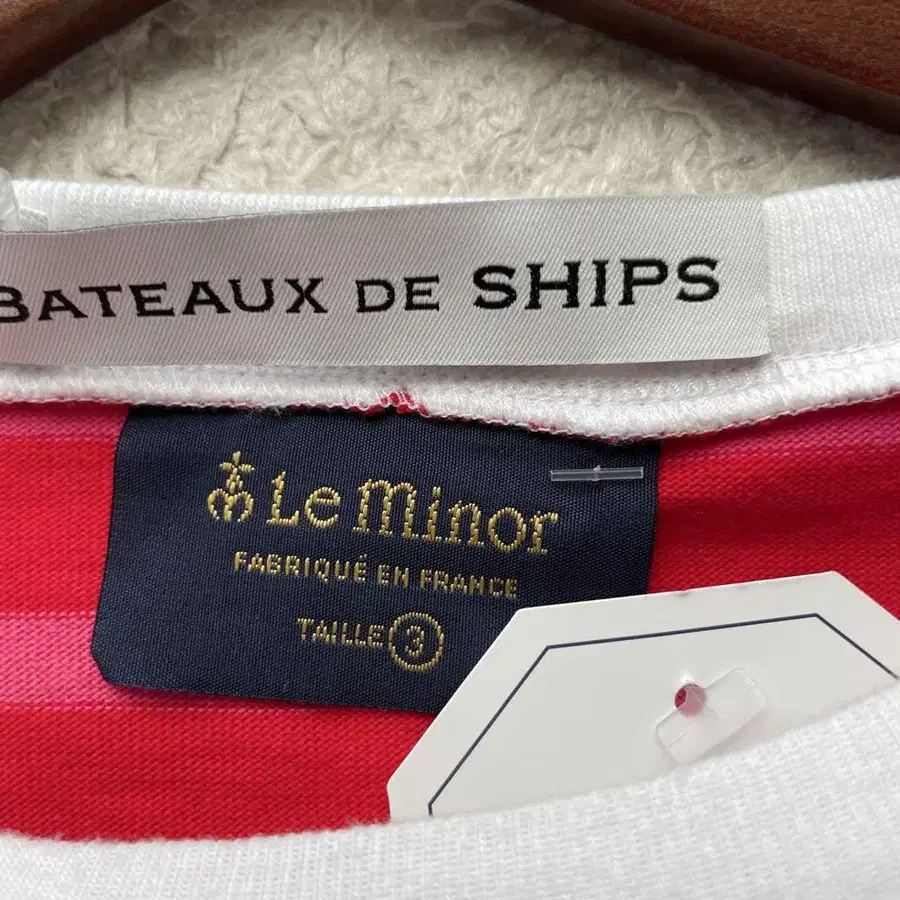 BATEAUX DE SHIPS
Le Minor
FABRIQUÉ EN FRANCE
TAILLE 3